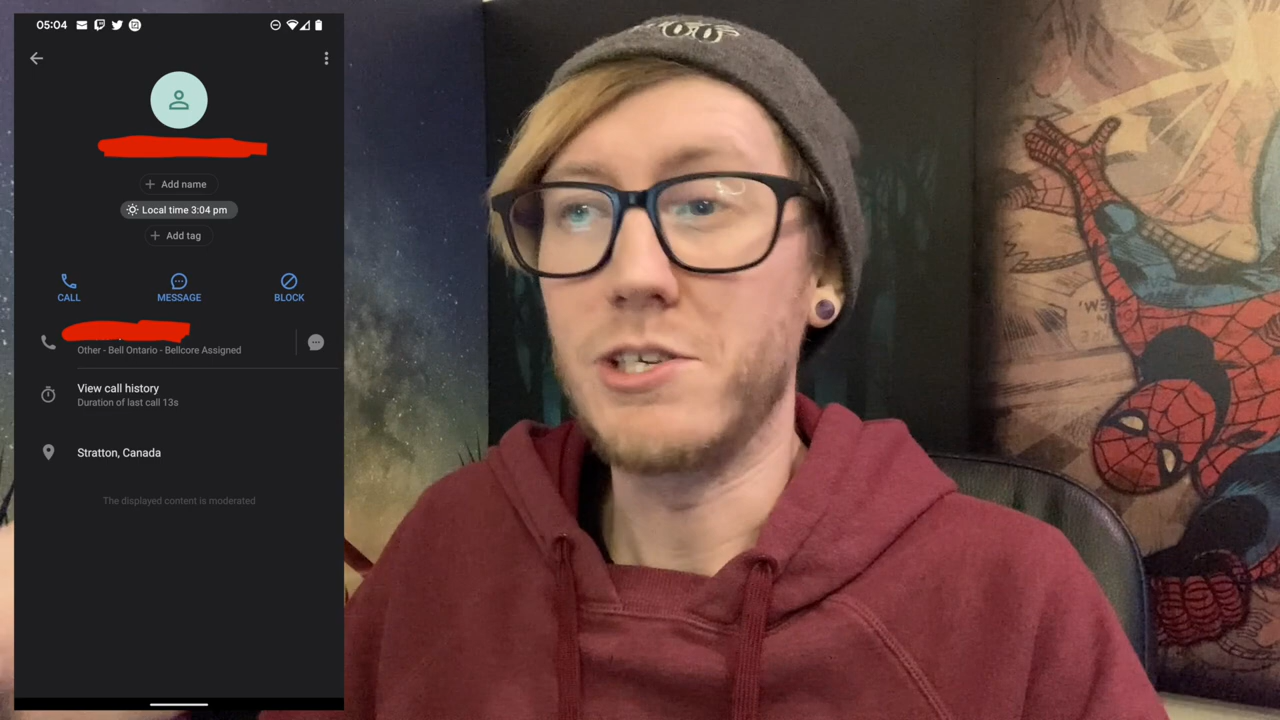 05:04
Add name
Local time 3:04 pm
Add tag
CALL
MESSAGE
BLOCK
Other - Bell Ontario - Bellcore Assigned
View call history
Duration of last call 13s
Stratton, Canada
The displayed content is moderated